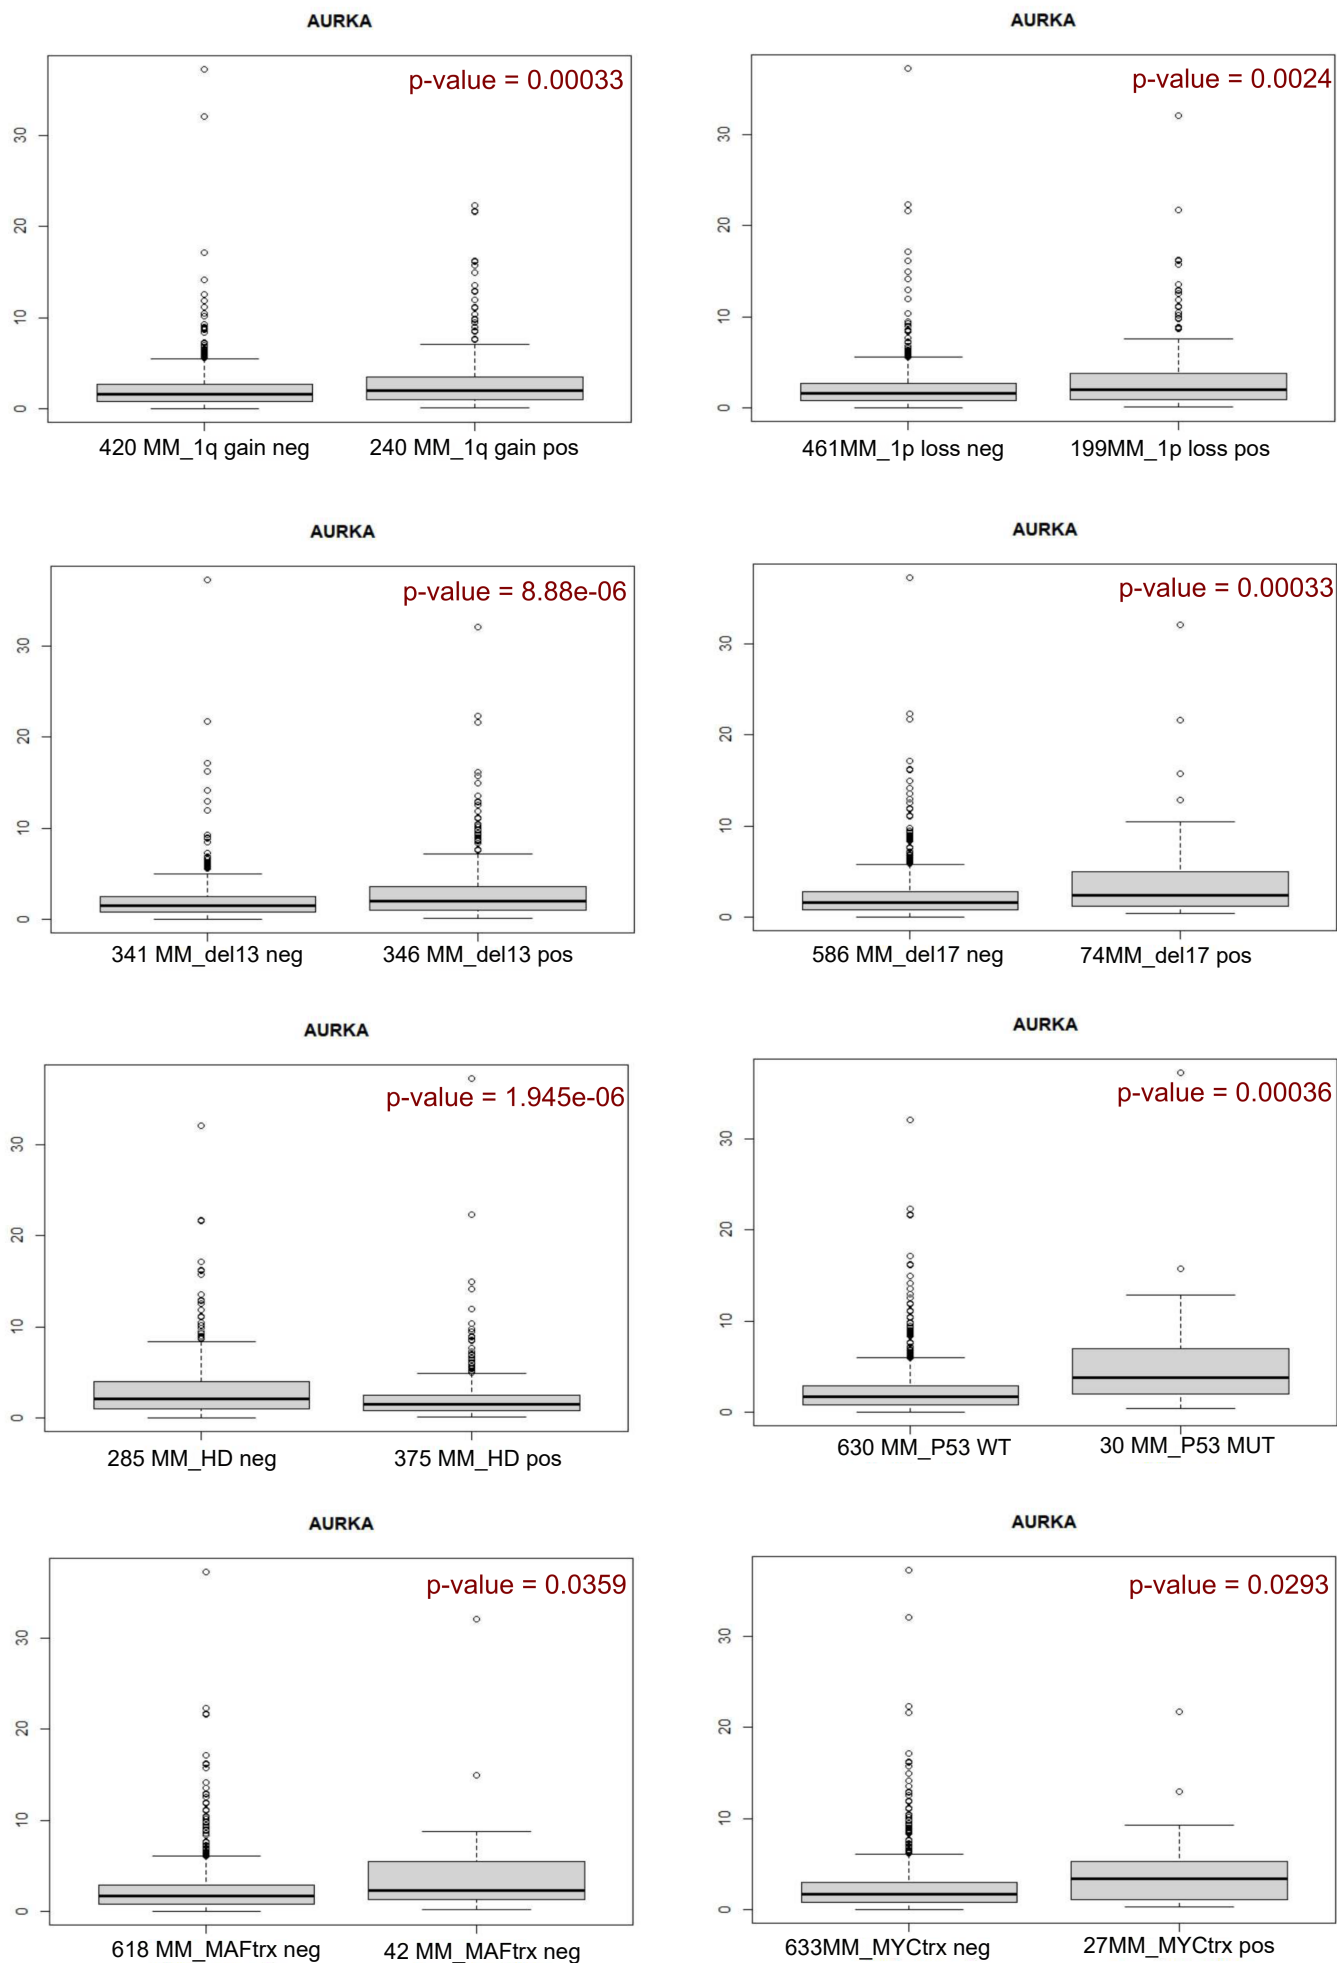 AURKA
p-value = 0.00033
30
20
10
0
420 MM_1q gain neg 240 MM_1q gain pos
AURKA
p-value = 0.0024
30
20
10
0
461MM_1p loss neg 199MM_1p loss pos
AURKA
p-value = 8.88e-06
30
20
10
0
341 MM_del13 neg 346 MM_del13 pos
AURKA
p-value = 0.00033
30
20
10
0
586 MM_del17 neg 74MM_del17 pos
AURKA
p-value = 1.945e-06
30
20
10
0
285 MM_HD neg 375 MM_HD pos
AURKA
p-value = 0.00036
30
20
10
0
630 MM_P53 WT 30 MM_P53 MUT
AURKA
p-value = 0.0359
30
20
10
0
618 MM_MAFtrx neg 42 MM_MAFtrx neg
AURKA
p-value = 0.0293
30
20
10
0
633MM_MYCtrx neg 27MM_MYCtrx pos